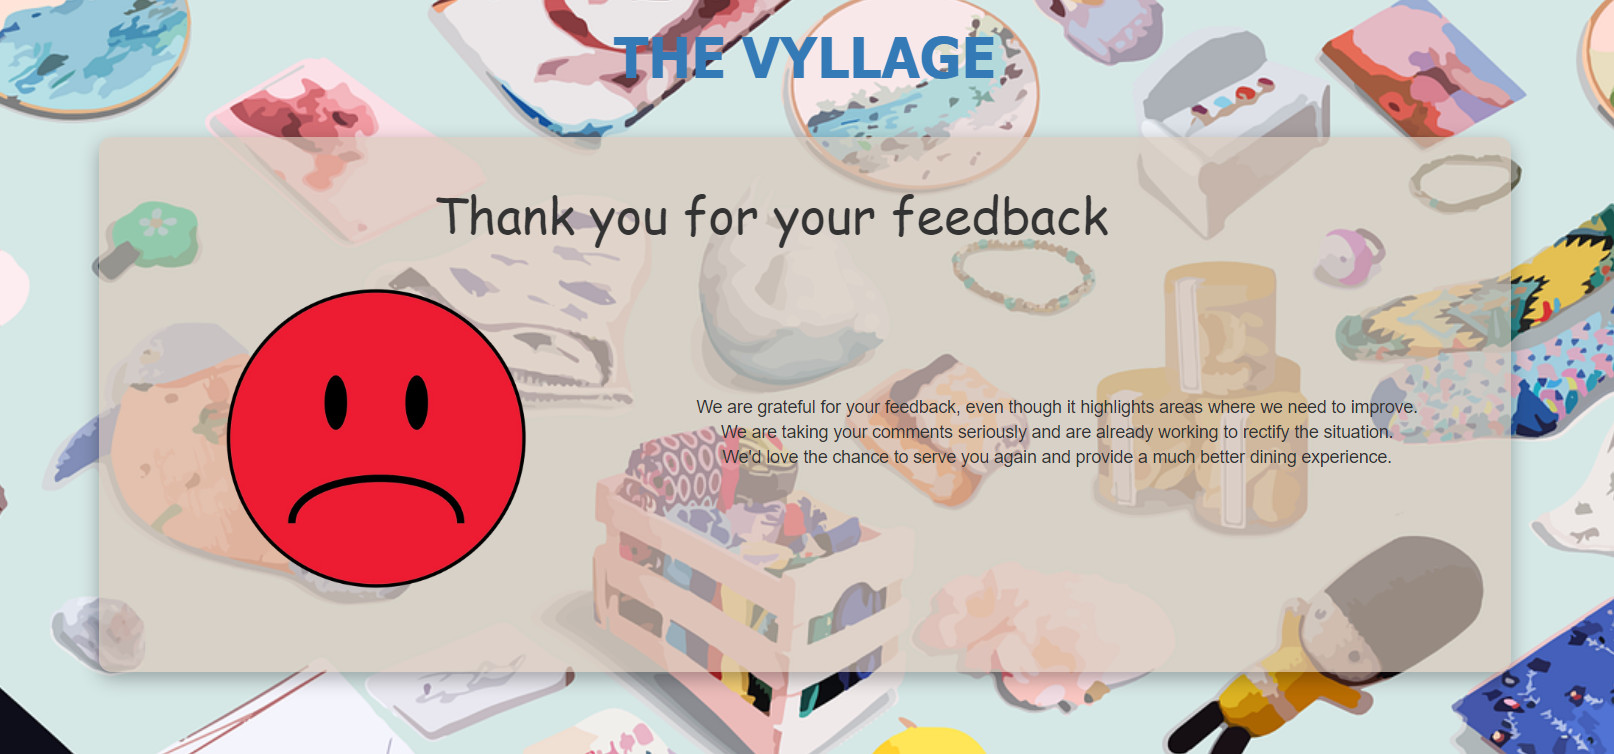 THE VYLLAGE
Thank you for your feedback
We are grateful for your feedback, even though it highlights areas where we need to improve.
We are taking your comments seriously and are already working to rectify the situation.
We'd love the chance to serve you again and provide a much better dining experience.